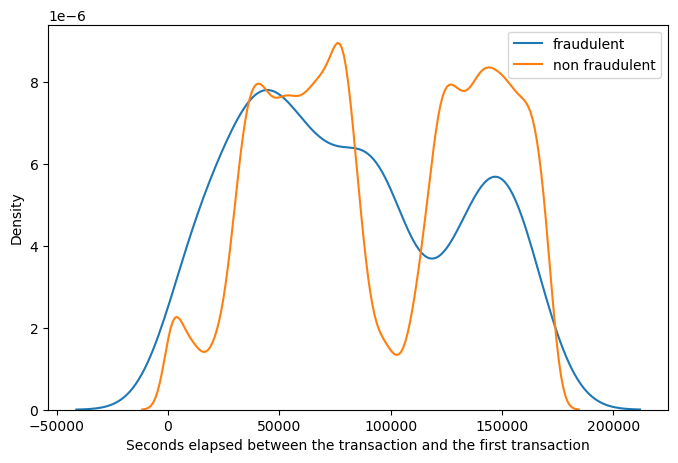 1e−6
fraudulent
non fraudulent
8
6
4
2
0
Density
−50000 0 50000 100000 150000 200000
Seconds elapsed between the transaction and the first transaction